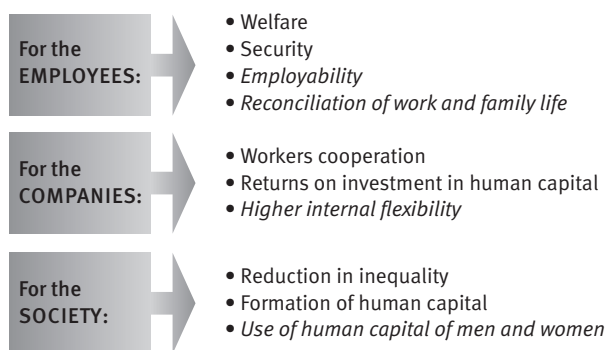 For the
EMPLOYEES:
• Welfare
• Security
• Employability
• Reconciliation of work and family life
For the
COMPANIES:
• Workers cooperation
• Returns on investment in human capital
• Higher internal flexibility
For the
SOCIETY:
• Reduction in inequality
• Formation of human capital
• Use of human capital of men and women